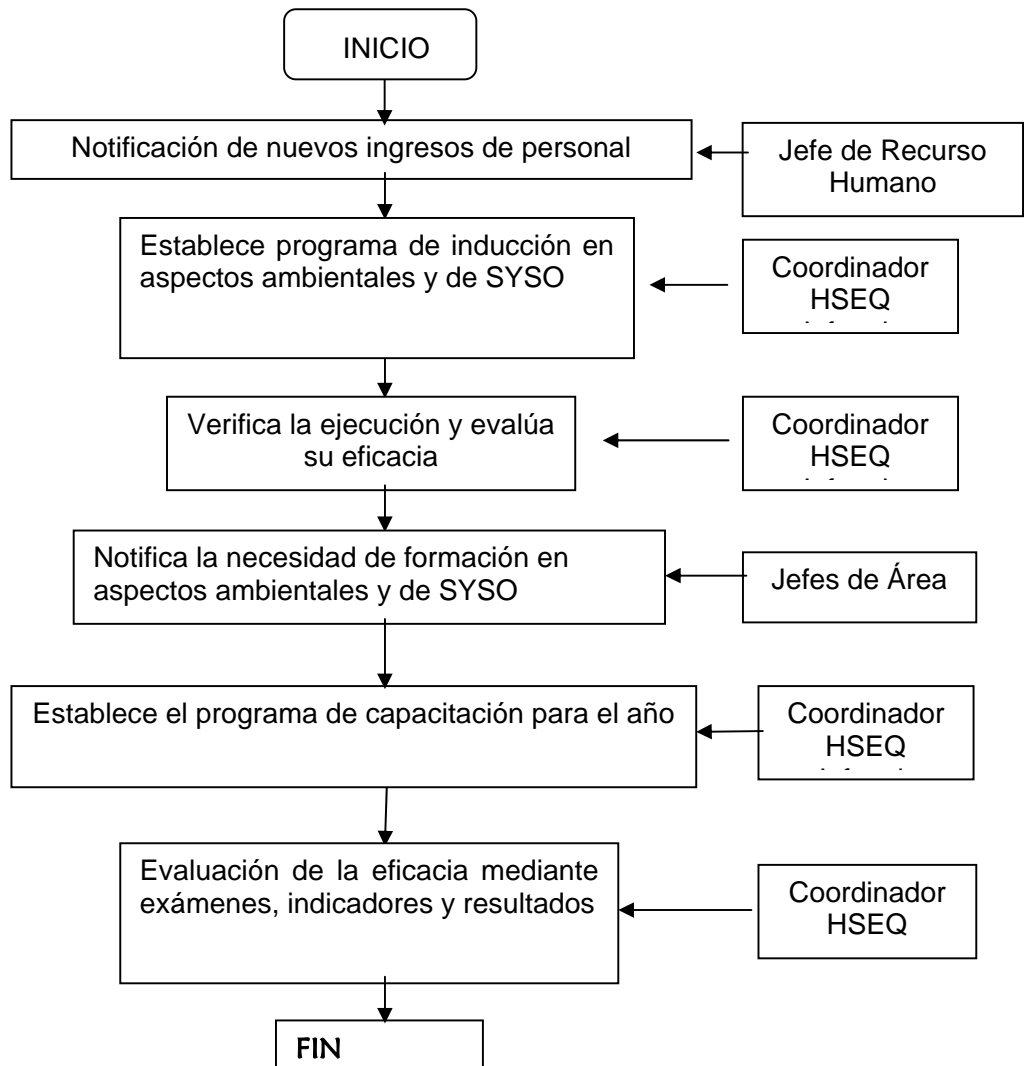 INICIO
Notificación de nuevos ingresos de personal
Jefe de Recurso
Humano
Establece programa de inducción en
aspectos ambientales y de SYSO
Coordinador
HSEQ
Verifica la ejecución y evalúa
su eficacia
Coordinador
HSEQ
Notifica la necesidad de formación en
aspectos ambientales y de SYSO
Jefes de Área
Establece el programa de capacitación para el año
Coordinador
HSEQ
Evaluación de la eficacia mediante
exámenes, indicadores y resultados
Coordinador
HSEQ
FIN